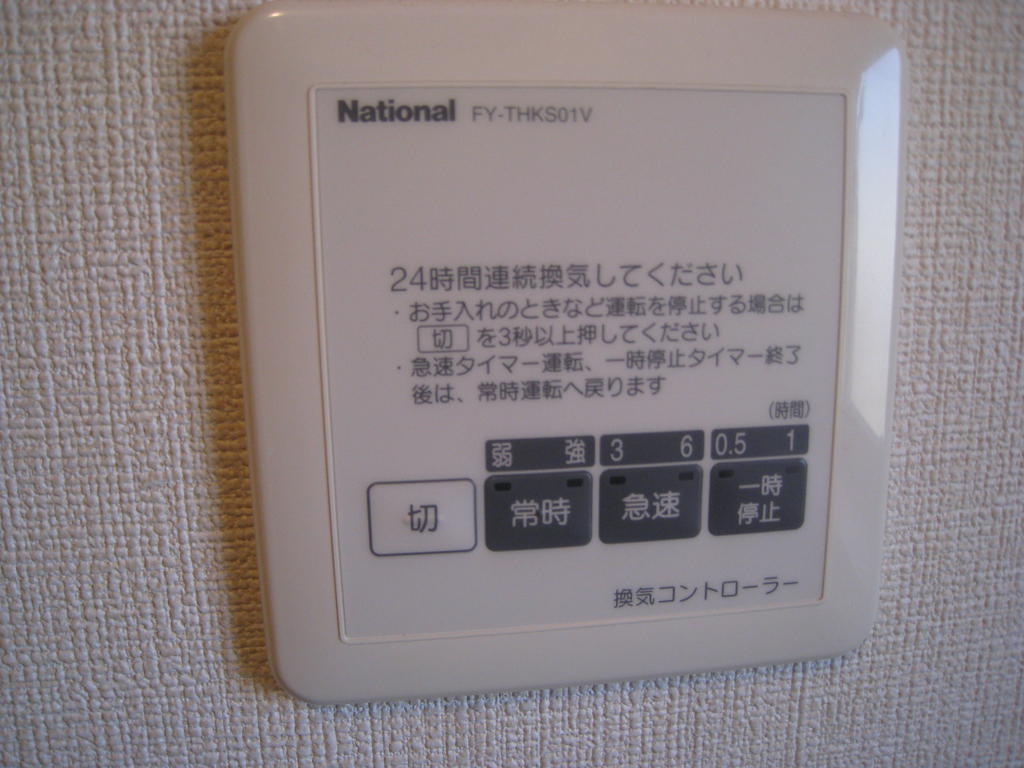 National FY-THKS01V
24時間連続換気してください
・お手入れのときなど運転を停止する場合は
切 を3秒以上押してください
・急速タイマー運転、一時停止タイマー終了
後は、常時運転へ戻ります
(時間)
弱 強 3 6 0.5 1
切 常時 急速 一時
停止
換気コントローラー